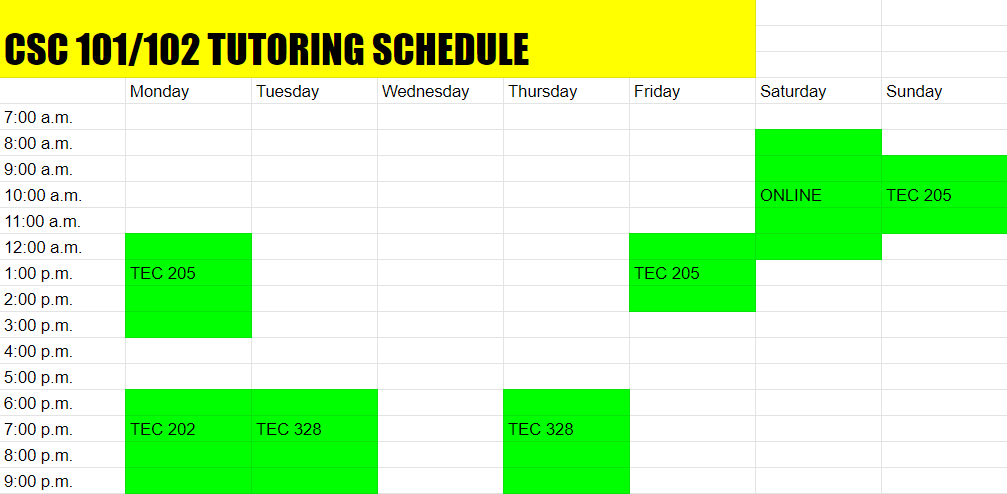 CSC 101/102 TUTORING SCHEDULE
Monday Tuesday Wednesday Thursday Friday Saturday Sunday
7:00 a.m.
8:00 a.m.
9:00 a.m.
10:00 a.m. ONLINE TEC 205
11:00 a.m.
12:00 a.m.
1:00 p.m. TEC 205 TEC 205
2:00 p.m.
3:00 p.m.
4:00 p.m.
5:00 p.m.
6:00 p.m.
7:00 p.m. TEC 202 TEC 328 TEC 328
8:00 p.m.
9:00 p.m.